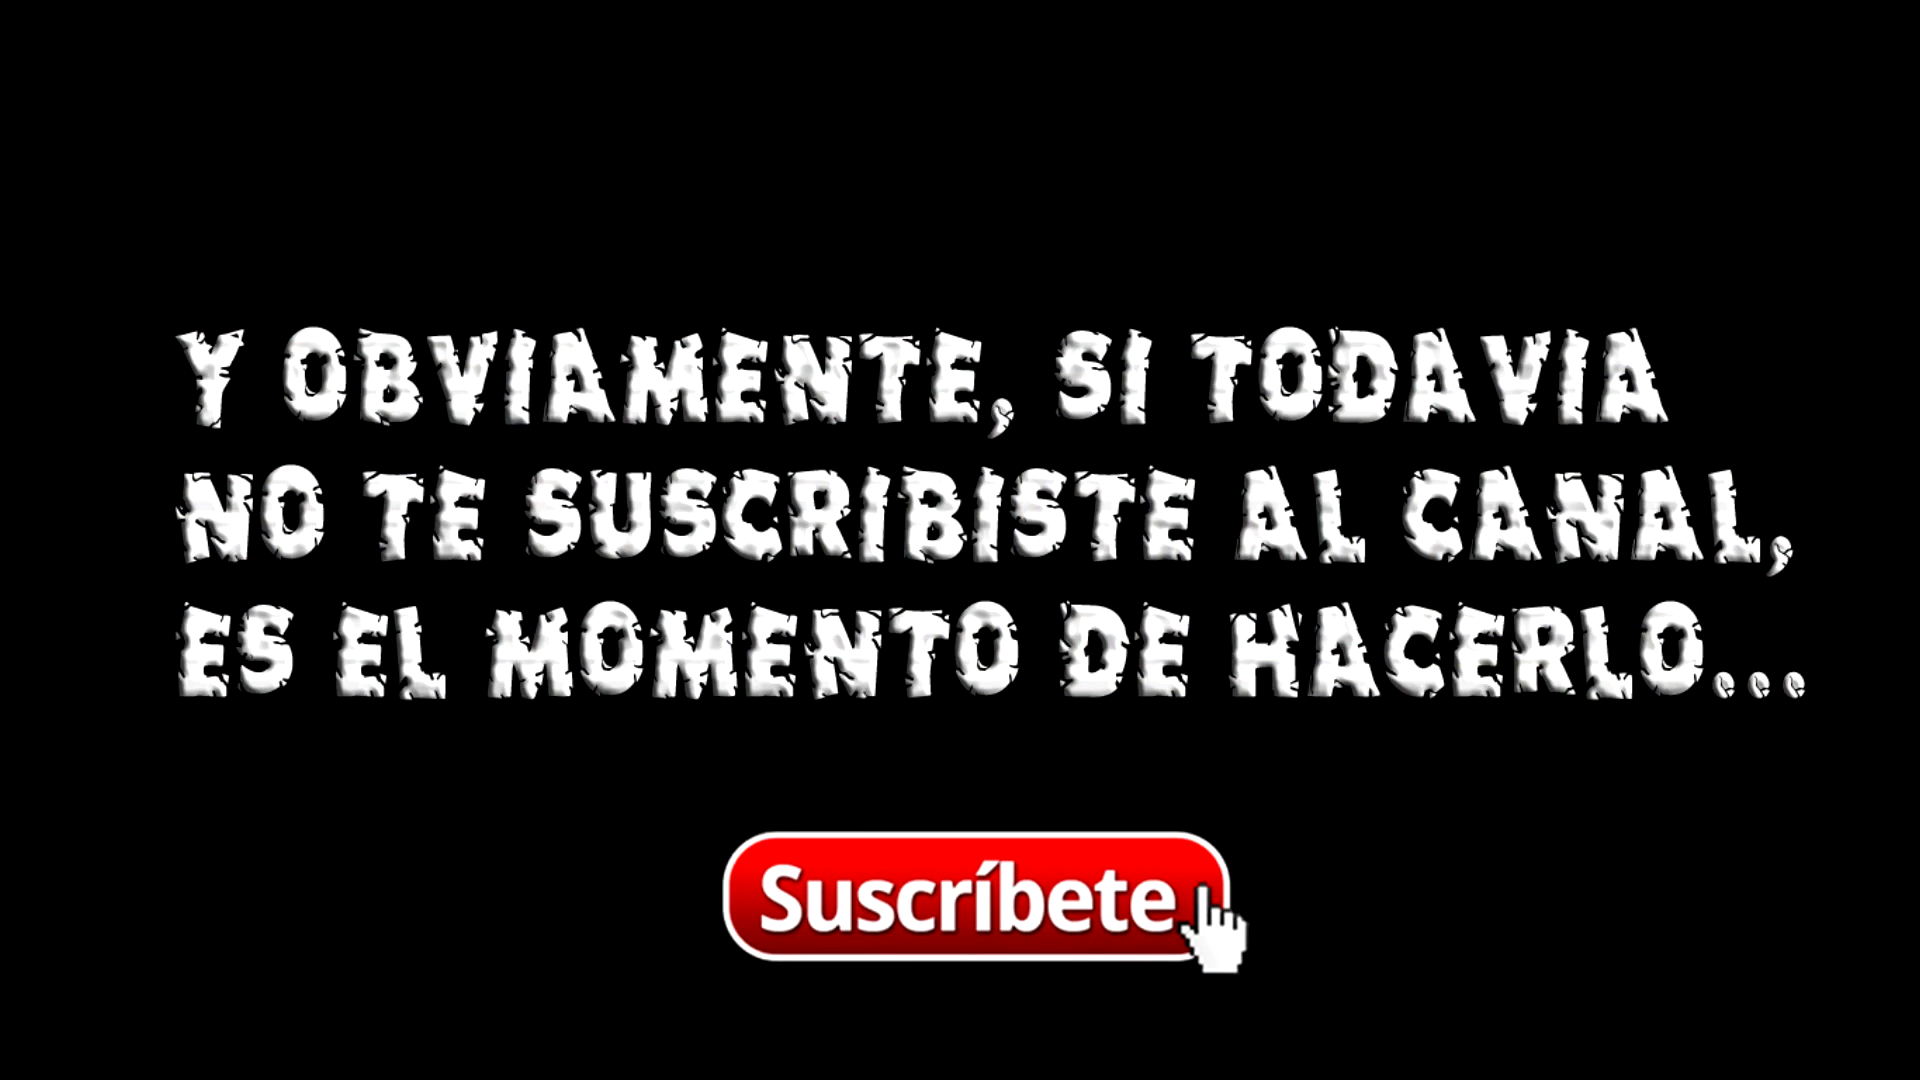 Y OBVIAMENTE, SI TODAVIA
NO TE SUSCRIBISTE AL CANAL,
ES EL MOMENTO DE HACERLO...
Suscríbete